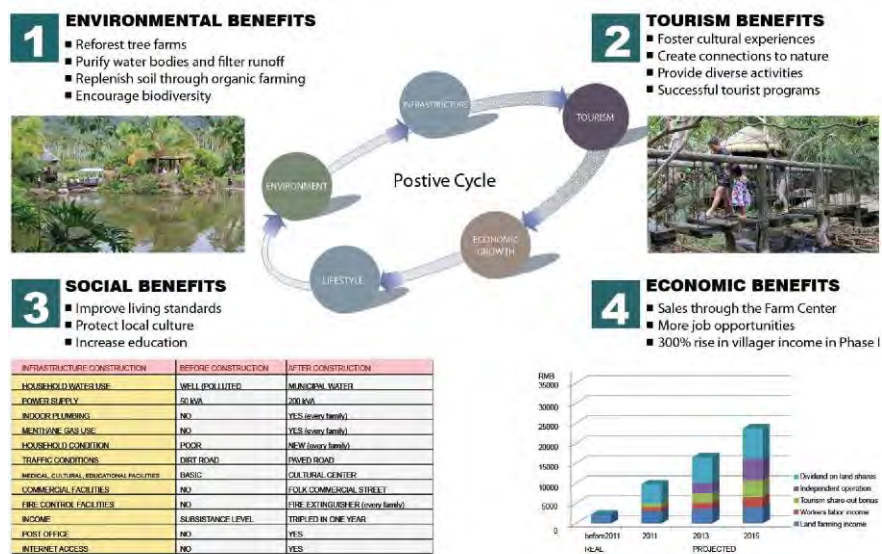 1
ENVIRONMENTAL BENEFITS
■ Reforest tree farms
■ Purify water bodies and filter runoff
■ Replenish soil through organic farming
■ Encourage biodiversity
2
TOURISM BENEFITS
■ Foster cultural experiences
■ Create connections to nature
■ Provide diverse activities
■ Successful tourist programs
INFRASTRUCTURE
TOURISM
ENVIRONMENT
Postive Cycle
ECONOMIC
GROWTH
LIFESTYLE
3
SOCIAL BENEFITS
■ Improve living standards
■ Protect local culture
■ Increase education
4
ECONOMIC BENEFITS
■ Sales through the Farm Center
■ More job opportunities
■ 300% rise in villager income in Phase I
INFRASTRUCTURE CONSTRUCTION BEFORE CONSTRUCTION AFTER CONSTRUCTION
HOUSEHOLD WATER USE WELL (POLLUTED MUNICIPAL WATER
POWER SUPPLY 50 kVA 200 kVA
INDOOR PLUMBING NO YES (every family)
MENTHANE GAS USE NO YES (every family)
HOUSEHOLD CONDITION POOR NEW (every family)
TRAFFIC CONDITIONS DIRT ROAD PAVED ROAD
MEDICAL, CULTURAL, EDUCATIONAL FACILITIES BASIC CULTURAL CENTER
COMMERCIAL FACILITIES NO FOLK COMMERCIAL STREET
FIRE CONTROL FACILITIES NO FIRE EXTINGUISHER (every family)
INCOME SUBSISTANCE LEVEL TRIPLED IN ONE YEAR
POST OFFICE NO YES
INTERNET ACCESS NO YES
RMB
35000
30000
25000
20000
15000
10000
5000
0
before2011 2011 2013 2015
REAL PROJECTED
■ Dividend on land shares
■ Independent operation
■ Tourism share-out bonus
■ Workers labor income
■ Land farming income